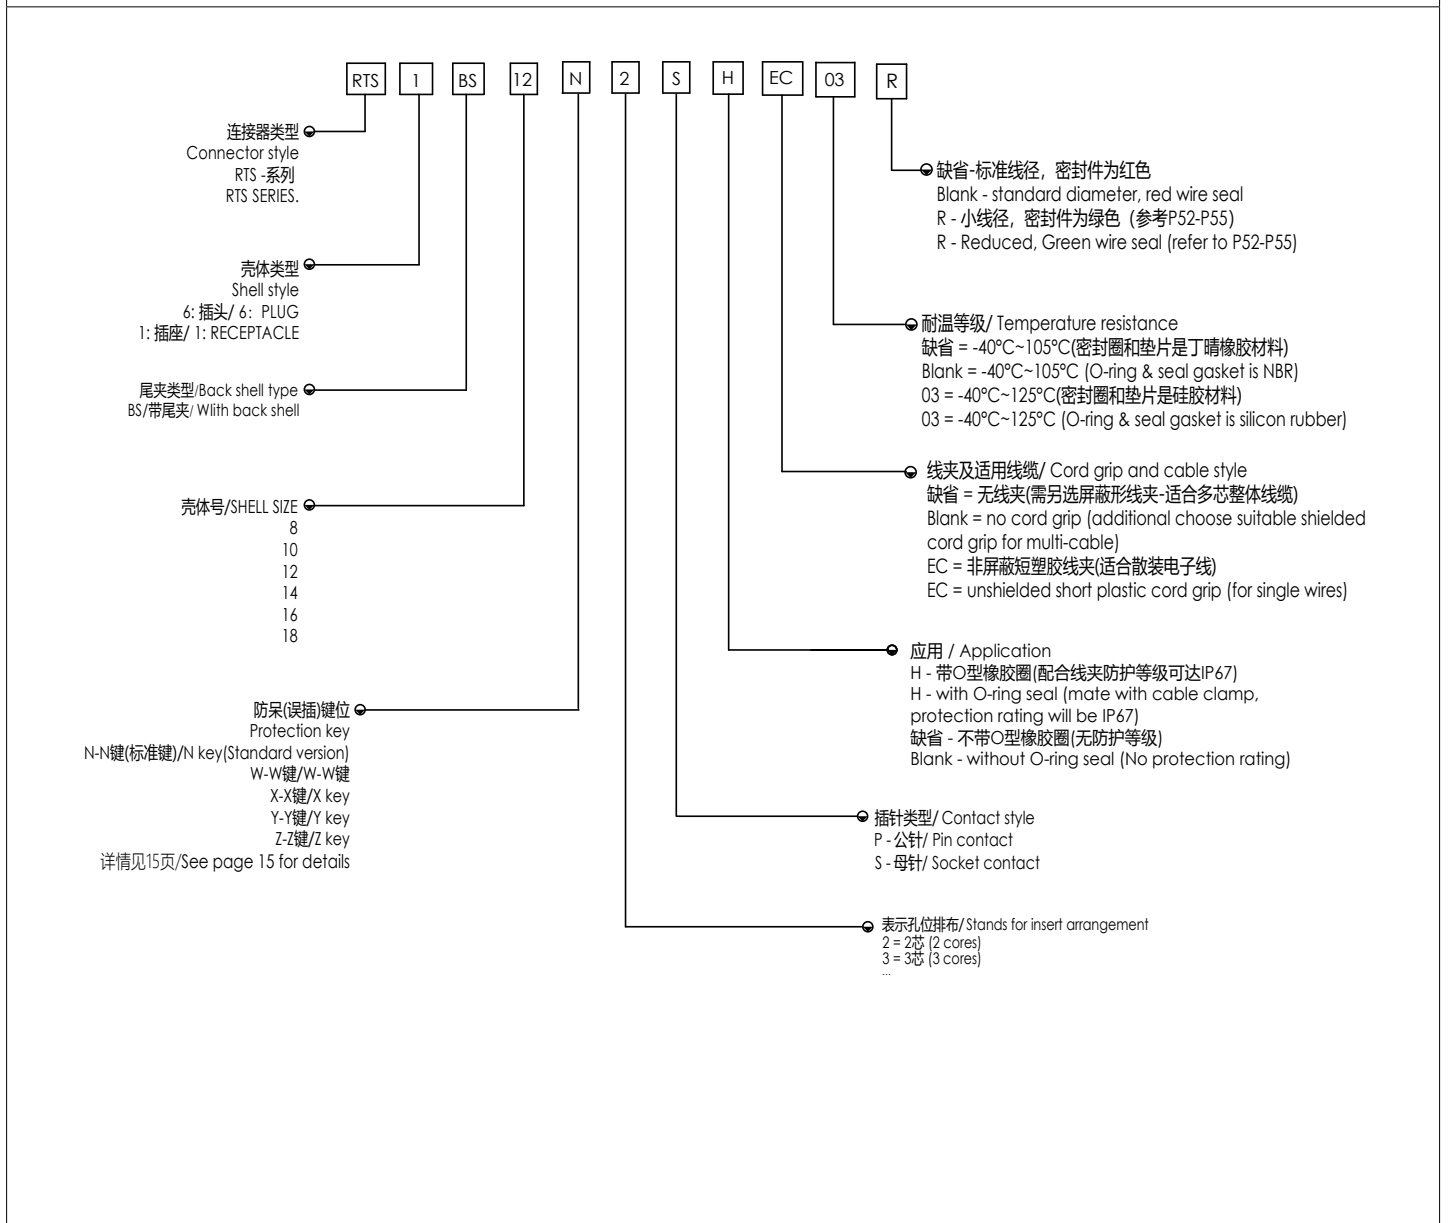 RTS 1 BS 12 N 2 S H EC 03 R
连接器类型
Connector style
RTS -系列
RTS SERIES.
壳体类型
Shell style
6: 插头/ 6: PLUG
1: 插座/ 1: RECEPTACLE
尾夹类型/Back shell type
BS/带尾夹/ WIith back shell
壳体号/SHELL SIZE
8
10
12
14
16
18
防呆(误插)键位
Protection key
N-N键(标准键)/N key(Standard version)
W-W键/W-W键
X-X键/X key
Y-Y键/Y key
Z-Z键/Z key
详情见15页/See page 15 for details
缺省-标准线径，密封件为红色
Blank - standard diameter, red wire seal
R - 小线径，密封件为绿色（参考P52-P55）
R - Reduced, Green wire seal (refer to P52-P55)
耐温等级/ Temperature resistance
缺省 = -40°C~105°C(密封圈和垫片是丁晴橡胶材料)
Blank = -40°C~105°C (O-ring & seal gasket is NBR)
03 = -40°C~125°C(密封圈和垫片是硅胶材料)
03 = -40°C~125°C (O-ring & seal gasket is silicon rubber)
线夹及适用线缆/ Cord grip and cable style
缺省 = 无线夹(需另选屏蔽形线夹-适合多芯整体线缆)
Blank = no cord grip (additional choose suitable shielded
cord grip for multi-cable)
EC = 非屏蔽短塑胶线夹(适合散装电子线)
EC = unshielded short plastic cord grip (for single wires)
应用 / Application
H - 带O型橡胶圈(配合线夹防护等级可达IP67)
H - with O-ring seal (mate with cable clamp,
protection rating will be IP67)
缺省 - 不带O型橡胶圈(无防护等级)
Blank - without O-ring seal (No protection rating)
插针类型/ Contact style
P - 公针/ Pin contact
S - 母针/ Socket contact
表示孔位排布/ Stands for insert arrangement
2 = 2芯 (2 cores)
3 = 3芯 (3 cores)
...